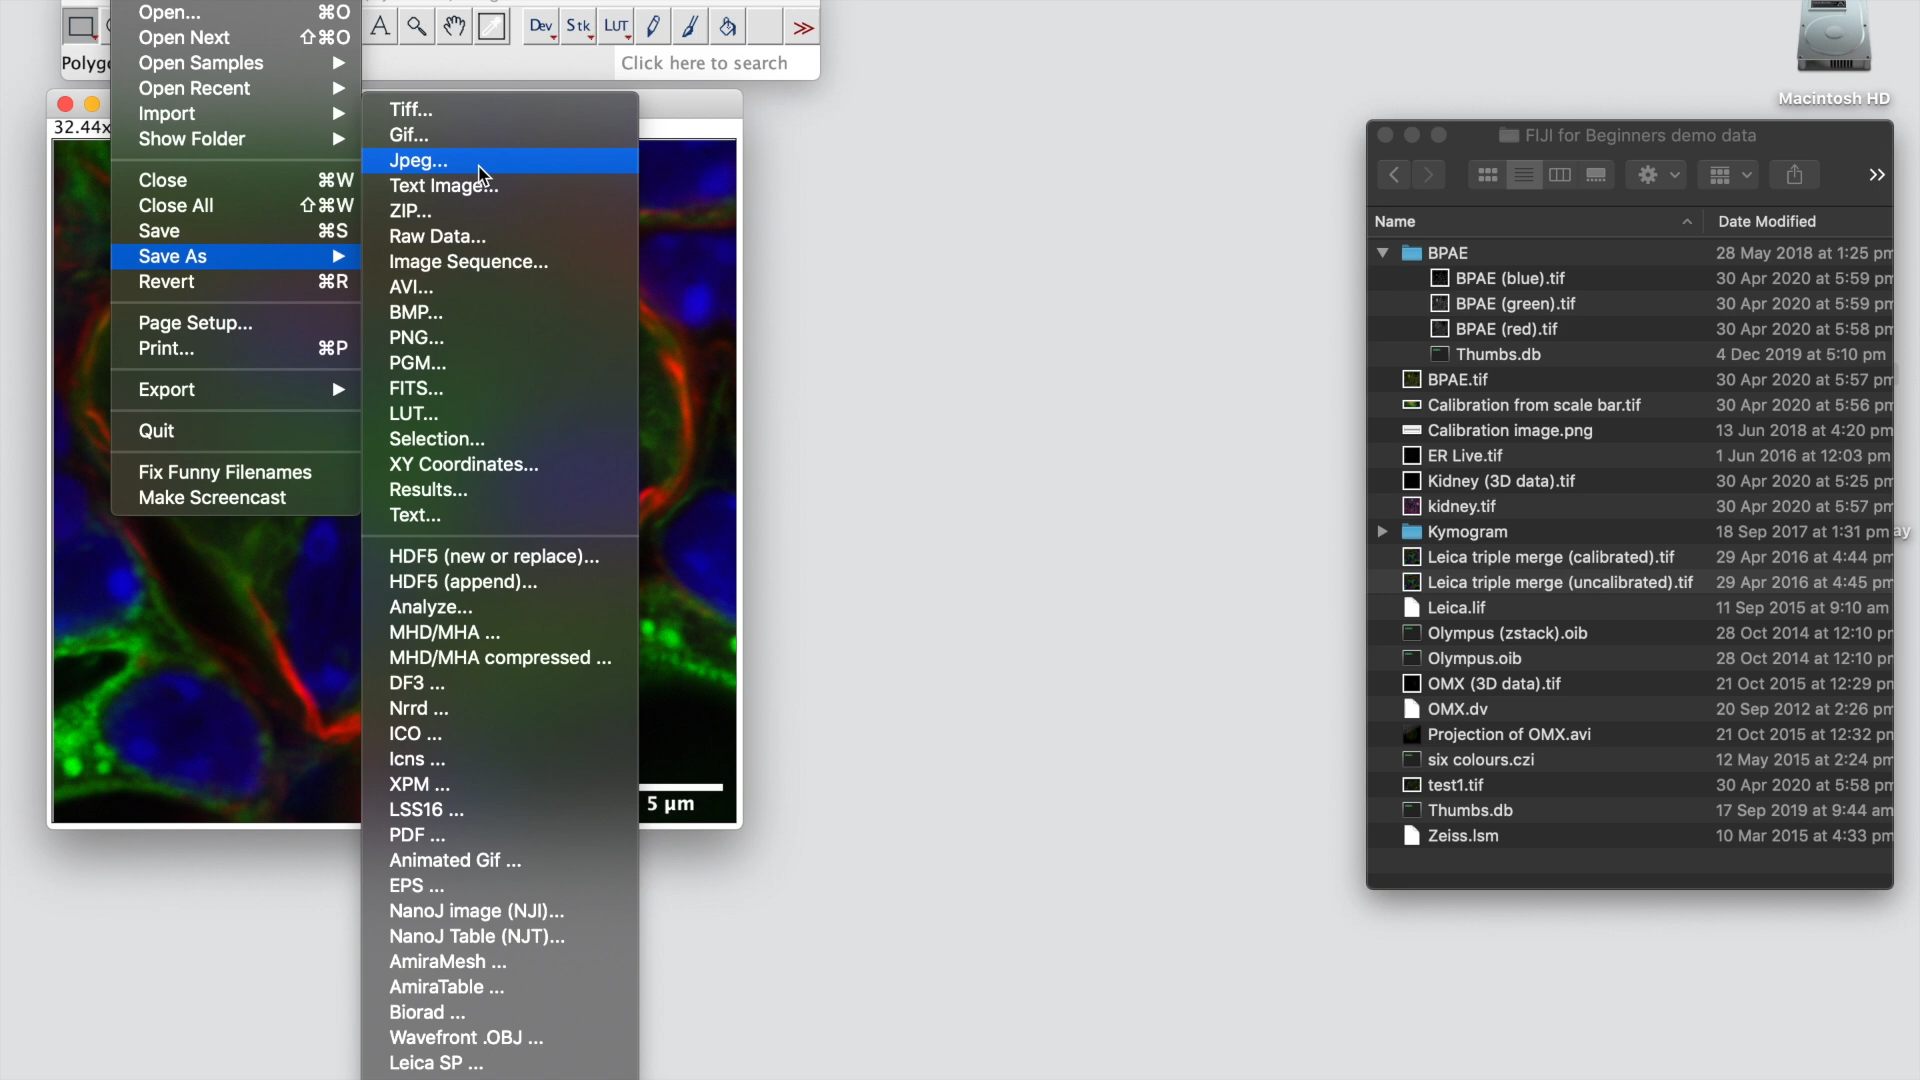 Open... ⌘O
Open Next ⇧⌘O
Open Samples ▶
Open Recent ▶
Import ▶
Show Folder ▶
Close ⌘W
Close All ⇧⌘W
Save ⌘S
Save As ▶
Revert ⌘R
Page Setup...
Print... ⌘P
Export ▶
Quit
Fix Funny Filenames
Make Screencast
A Dev Stk LUT >>
Click here to search
32.44x
Tiff...
Gif...
Jpeg...
Text Image...
ZIP...
Raw Data...
Image Sequence...
AVI...
BMP...
PNG...
PGM...
FITS...
LUT...
Selection...
XY Coordinates...
Results...
Text...
HDF5 (new or replace)...
HDF5 (append)...
Analyze...
MHD/MHA ...
MHD/MHA compressed ...
DF3 ...
Nrrd ...
ICO ...
Icns ...
XPM ...
LSS16 ...
PDF ...
Animated Gif ...
EPS ...
NanoJ image (NJI)...
NanoJ Table (NJT)...
AmiraMesh ...
AmiraTable ...
Biorad ...
Wavefront .OBJ ...
Leica SP ...
5 µm
Macintosh HD
FIJI for Beginners demo data
Name Date Modified
BPAE 28 May 2018 at 1:25 pm
BPAE (blue).tif 30 Apr 2020 at 5:59 pm
BPAE (green).tif 30 Apr 2020 at 5:59 pm
BPAE (red).tif 30 Apr 2020 at 5:58 pm
Thumbs.db 4 Dec 2019 at 5:10 pm
BPAE.tif 30 Apr 2020 at 5:57 pm
Calibration from scale bar.tif 30 Apr 2020 at 5:56 pm
Calibration image.png 13 Jun 2018 at 4:20 pm
ER Live.tif 1 Jun 2016 at 12:03 pm
Kidney (3D data).tif 30 Apr 2020 at 5:25 pm
kidney.tif 30 Apr 2020 at 5:57 pm
Kymogram 18 Sep 2017 at 1:31 pm
Leica triple merge (calibrated).tif 29 Apr 2016 at 4:44 pm
Leica triple merge (uncalibrated).tif 29 Apr 2016 at 4:45 pm
Leica.lif 11 Sep 2015 at 9:10 am
Olympus (zstack).oib 28 Oct 2014 at 12:10 pm
Olympus.oib 28 Oct 2014 at 12:10 pm
OMX (3D data).tif 21 Oct 2015 at 12:29 pm
OMX.dv 20 Sep 2012 at 2:26 pm
Projection of OMX.avi 21 Oct 2015 at 12:32 pm
six colours.czi 12 May 2015 at 2:24 pm
test1.tif 30 Apr 2020 at 5:58 pm
Thumbs.db 17 Sep 2019 at 9:44 am
Zeiss.lsm 10 Mar 2015 at 4:33 pm